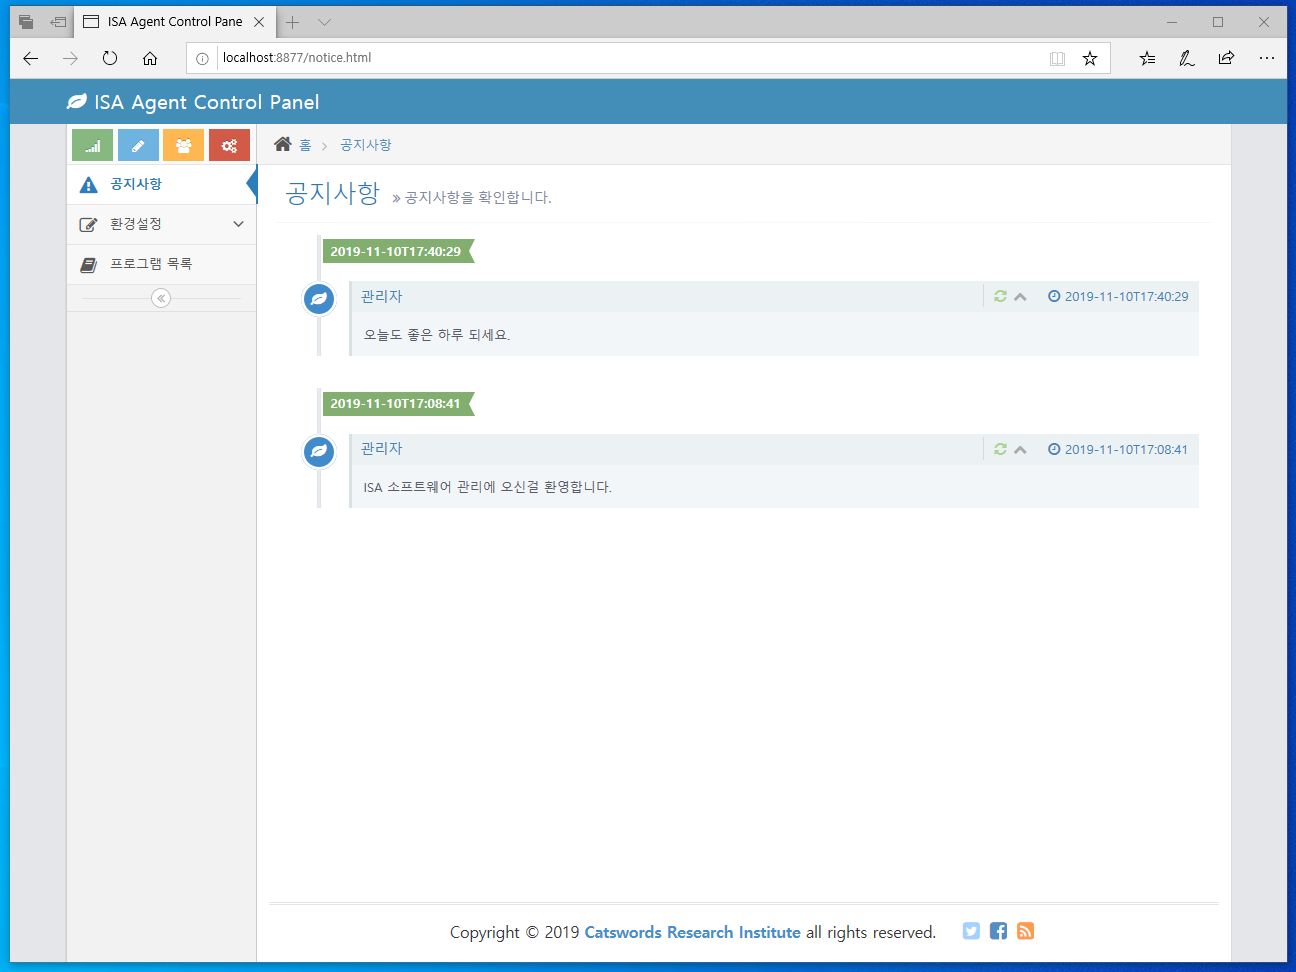 ISA Agent Control Pane
localhost:8877/notice.html
ISA Agent Control Panel
홈 > 공지사항
공지사항
환경설정
프로그램 목록
공지사항 » 공지사항을 확인합니다.
2019-11-10T17:40:29
관리자 2019-11-10T17:40:29
오늘도 좋은 하루 되세요.
2019-11-10T17:08:41
관리자 2019-11-10T17:08:41
ISA 소프트웨어 관리에 오신걸 환영합니다.
Copyright © 2019 Catswords Research Institute all rights reserved.